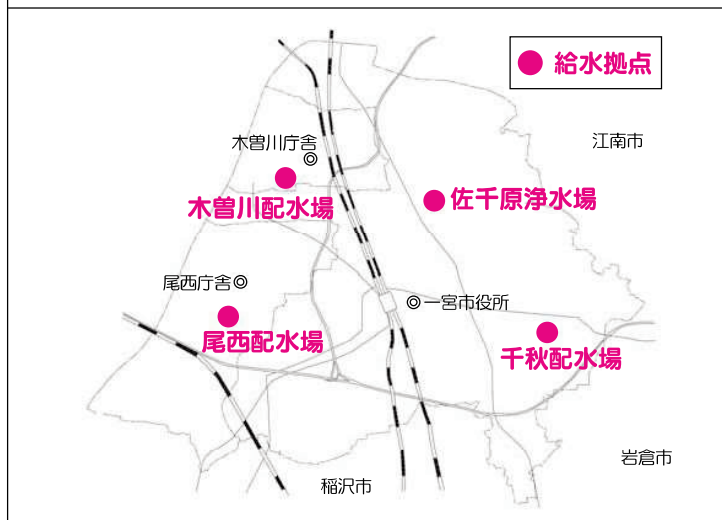 給水拠点
木曽川庁舎
江南市
木曽川配水場
佐千原浄水場
尾西庁舎
一宮市役所
尾西配水場
千秋配水場
岩倉市
稲沢市